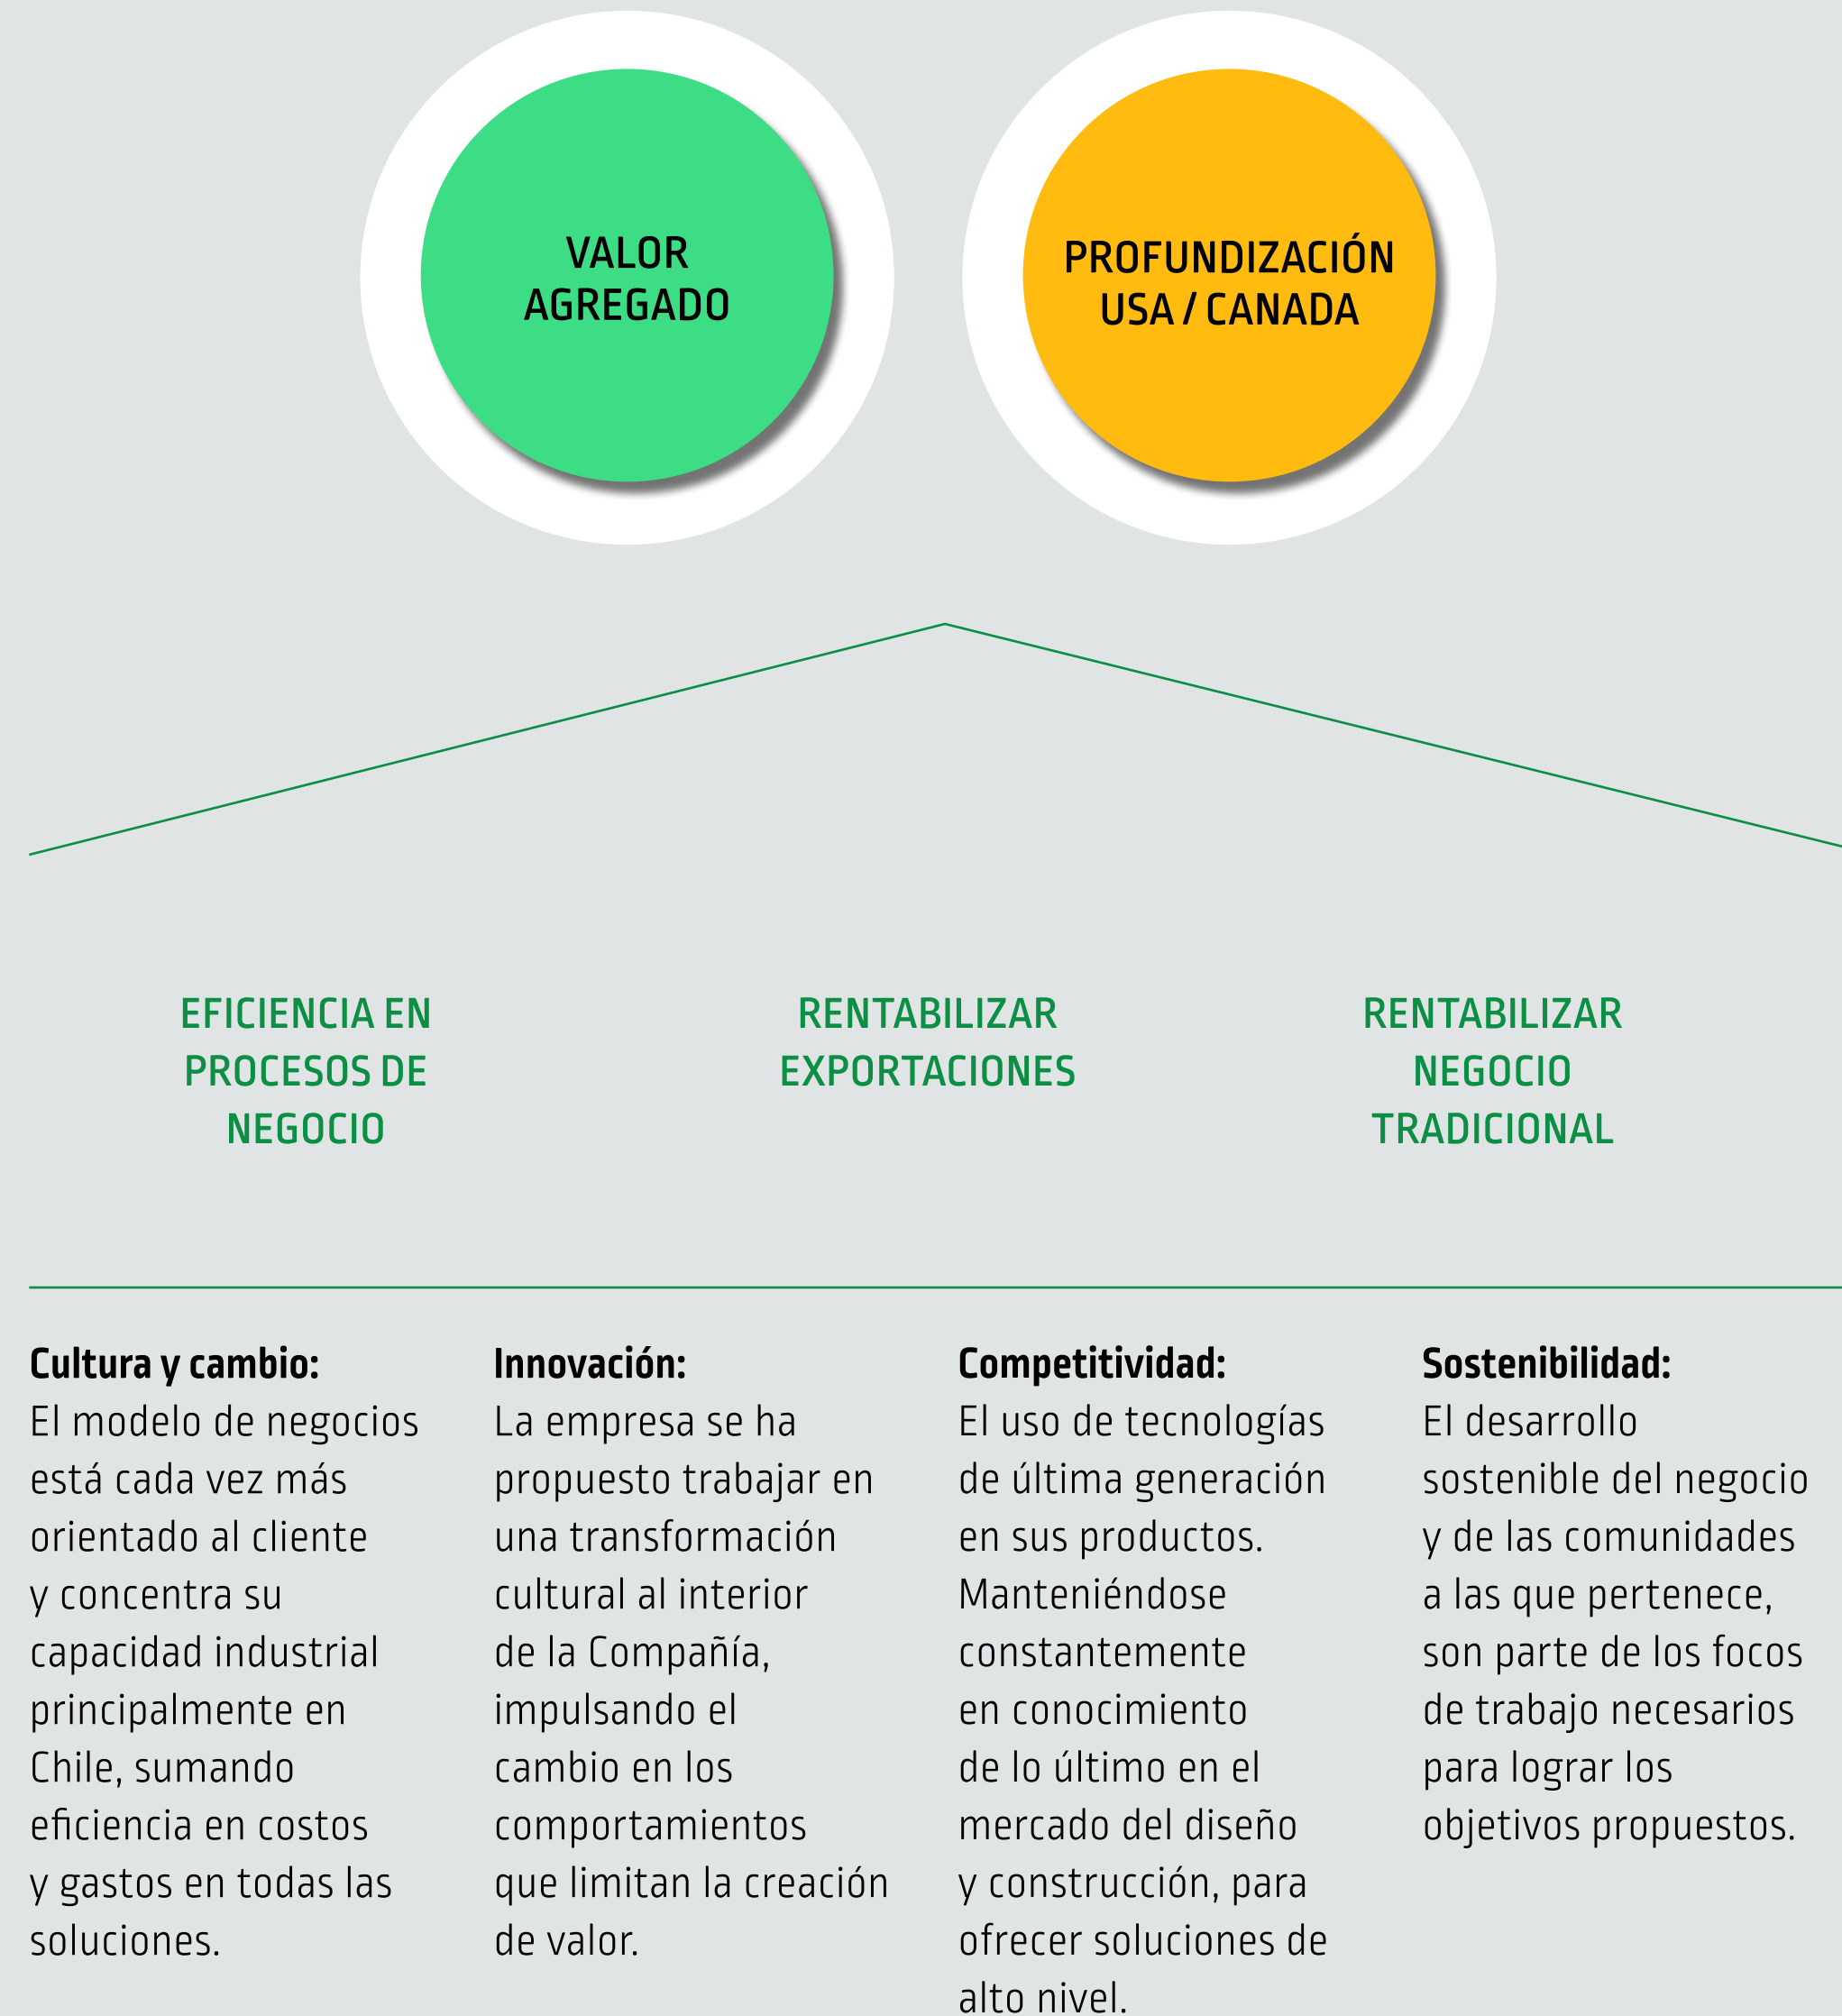 VALOR
AGREGADO
PROFUNDIZACIÓN
USA / CANADA
EFICIENCIA EN
PROCESOS DE
NEGOCIO
RENTABILIZAR
EXPORTACIONES
RENTABILIZAR
NEGOCIO
TRADICIONAL
Cultura y cambio:
El modelo de negocios
está cada vez más
orientado al cliente
y concentra su
capacidad industrial
principalmente en
Chile, sumando
eficiencia en costos
y gastos en todas las
soluciones.
Innovación:
La empresa se ha
propuesto trabajar en
una transformación
cultural al interior
de la Compañía,
impulsando el
cambio en los
comportamientos
que limitan la creación
de valor.
Competitividad:
El uso de tecnologías
de última generación
en sus productos.
Manteniéndose
constantemente
en conocimiento
de lo último en el
mercado del diseño
y construcción, para
ofrecer soluciones de
alto nivel.
Sostenibilidad:
El desarrollo
sostenible del negocio
y de las comunidades
a las que pertenece,
son parte de los focos
de trabajo necesarios
para lograr los
objetivos propuestos.